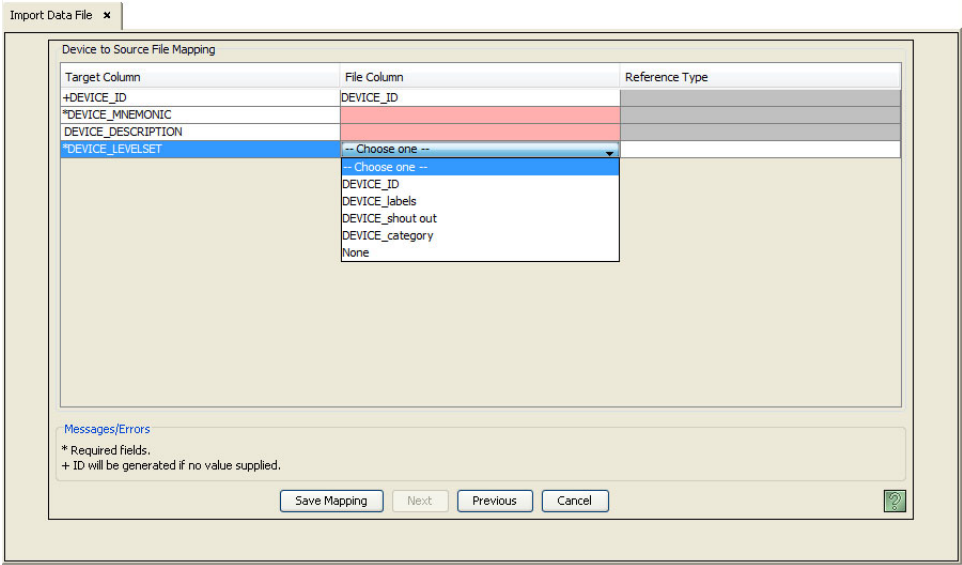 Import Data File ×
Device to Source File Mapping
Target Column File Column Reference Type
+DEVICE_ID DEVICE_ID
*DEVICE_MNEMONIC
DEVICE_DESCRIPTION
*DEVICE_LEVELSET -- Choose one --
-- Choose one --
DEVICE_ID
DEVICE_labels
DEVICE_shout out
DEVICE_category
None
Messages/Errors
* Required fields.
+ ID will be generated if no value supplied.
Save Mapping Next Previous Cancel ?